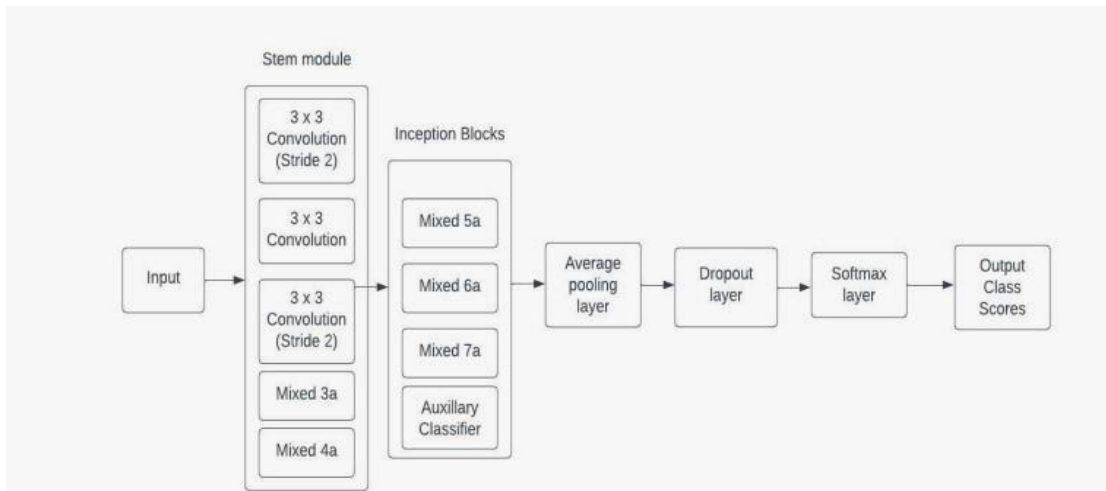 Stem module
3 x 3
Convolution
(Stride 2)
3 x 3
Convolution
3 x 3
Convolution
(Stride 2)
Mixed 3a
Mixed 4a
Input
Inception Blocks
Mixed 5a
Mixed 6a
Mixed 7a
Auxillary
Classifier
Average
pooling
layer
Dropout
layer
Softmax
layer
Output
Class
Scores